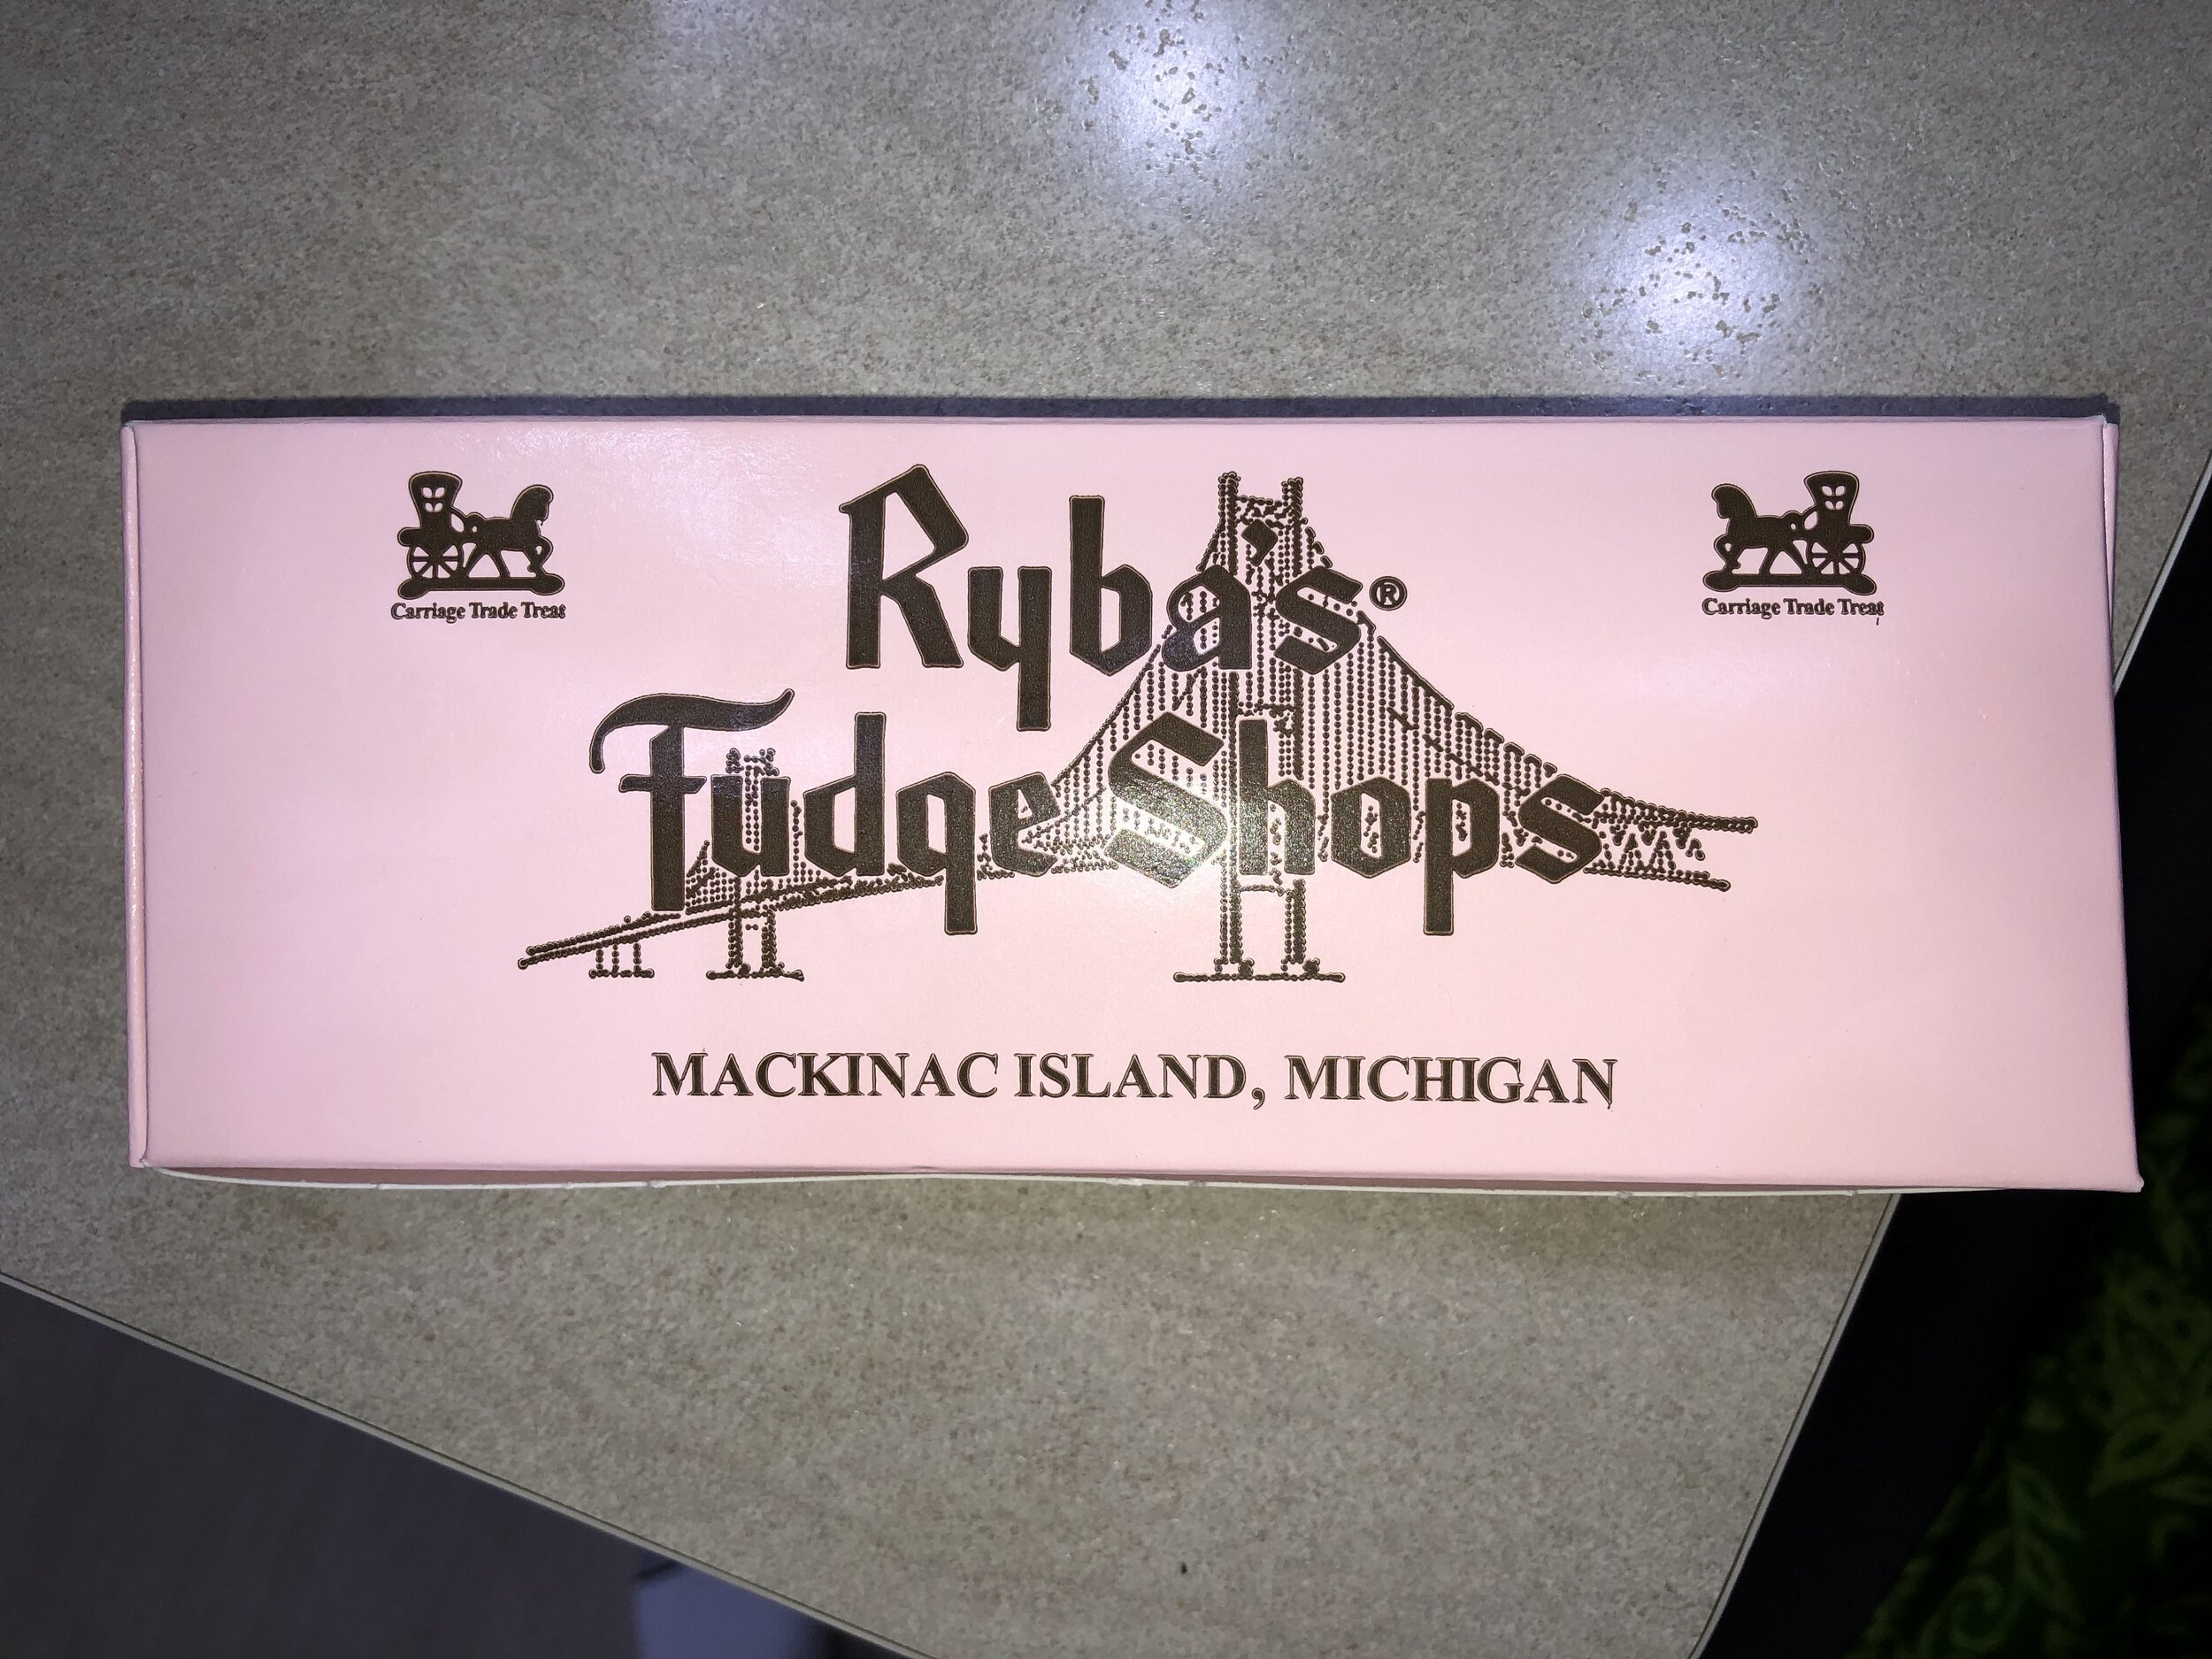 Ryba's®
Fudge Shops
Carriage Trade Treat
Carriage Trade Treat
MACKINAC ISLAND, MICHIGAN